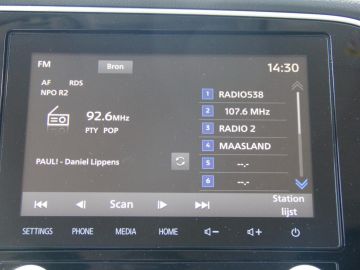 FM
Bron
14:30
AF RDS
NPO R2
92.6MHz
PTY POP
PAUL! - Daniel Lippens
1 RADIO538
2 107.6 MHz
3 RADIO 2
4 MAASLAND
5 --.-
6 --.-
Scan
Station
lijst
SETTINGS PHONE MEDIA HOME